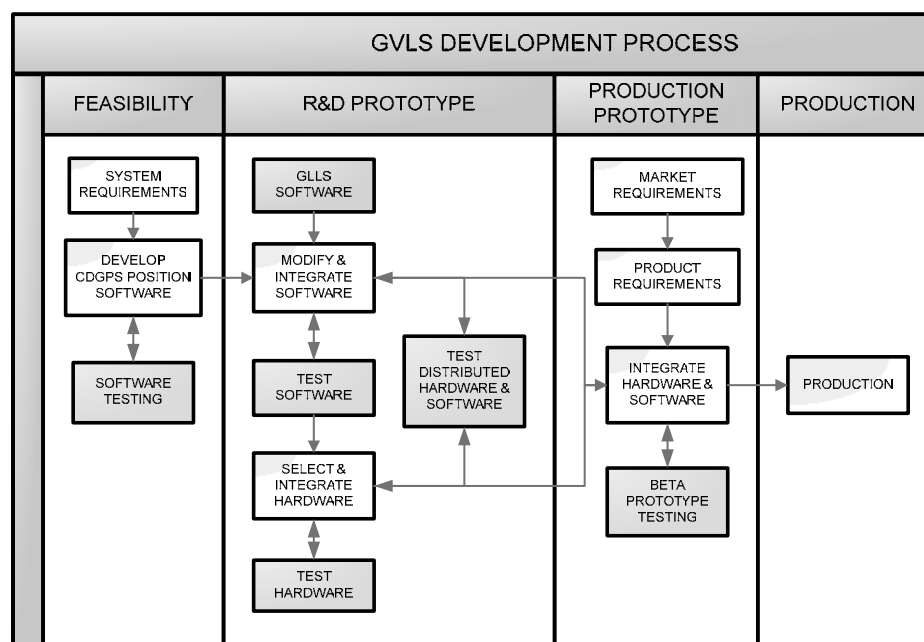 GVLS DEVELOPMENT PROCESS
FEASIBILITY
R&D PROTOTYPE
PRODUCTION
PROTOTYPE
PRODUCTION
SYSTEM
REQUIREMENTS
DEVELOP
CDGPS POSITION
SOFTWARE
SOFTWARE
TESTING
GLLS
SOFTWARE
MODIFY &
INTEGRATE
SOFTWARE
TEST
SOFTWARE
SELECT &
INTEGRATE
HARDWARE
TEST
HARDWARE
TEST
DISTRIBUTED
HARDWARE &
SOFTWARE
MARKET
REQUIREMENTS
PRODUCT
REQUIREMENTS
INTEGRATE
HARDWARE &
SOFTWARE
BETA
PROTOTYPE
TESTING
PRODUCTION